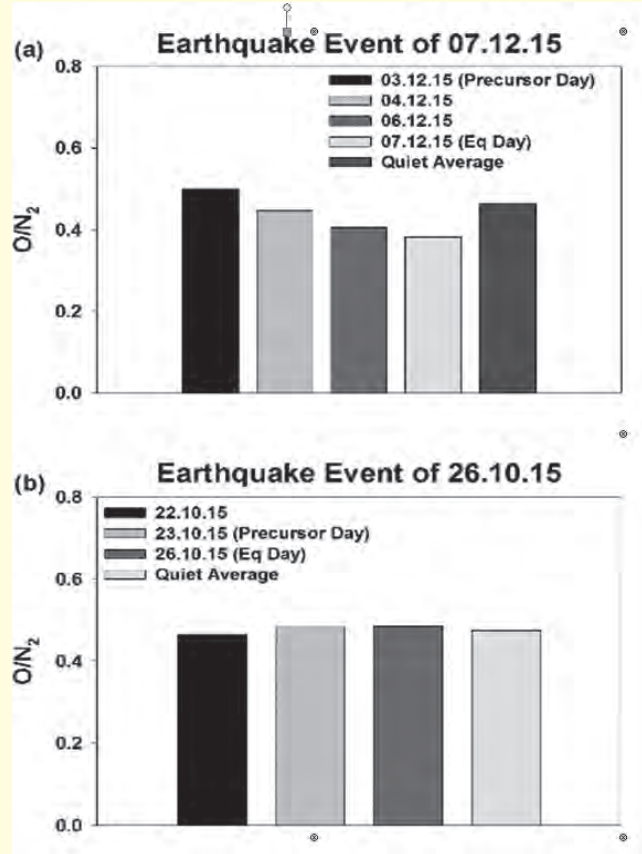 (a)
Earthquake Event of 07.12.15
0.8
0.6
0.4
0.2
0.0
O/N₂
03.12.15 (Precursor Day)
04.12.15
06.12.15
07.12.15 (Eq Day)
Quiet Average
(b)
Earthquake Event of 26.10.15
0.8
0.6
0.4
0.2
0.0
O/N₂
22.10.15
23.10.15 (Precursor Day)
26.10.15 (Eq Day)
Quiet Average